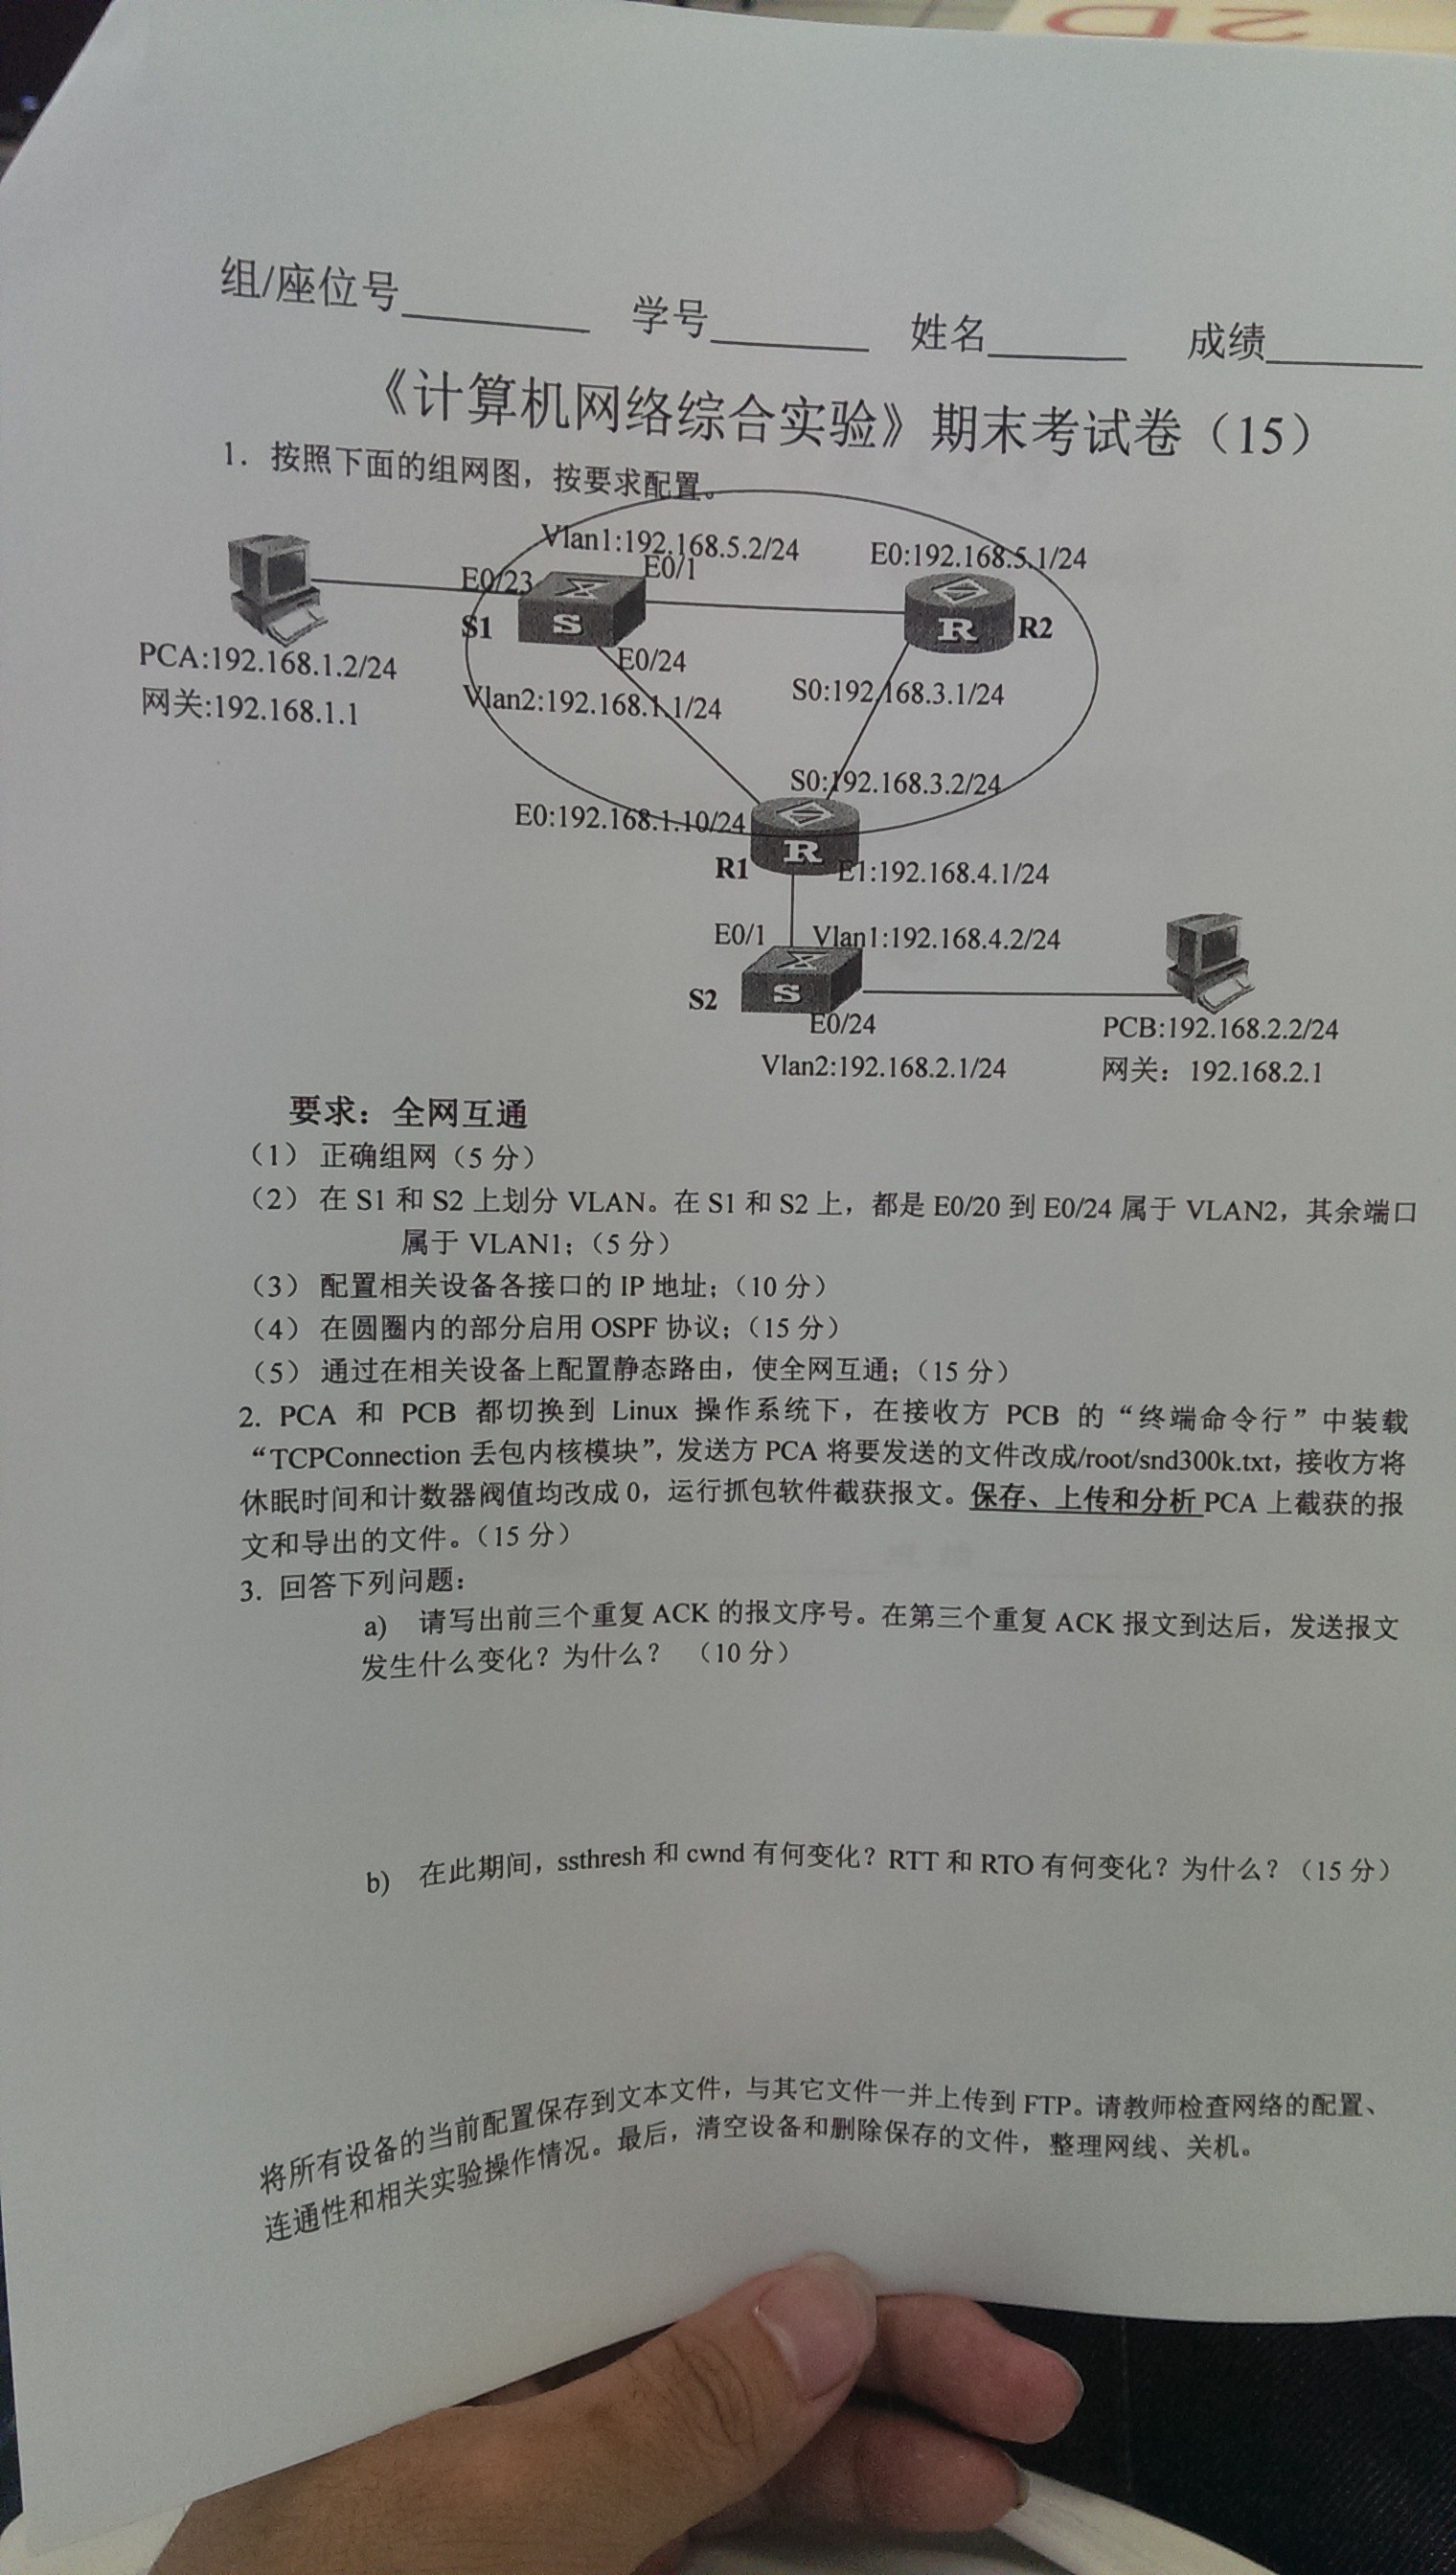 2D
组/座位号________ 学号________ 姓名________ 成绩________
《计算机网络综合实验》期末考试卷（15）
1. 按照下面的组网图，按要求配置。
Vlan1:192.168.5.2/24
E0:192.168.5.1/24
E0/23
E0/1
S
S1
R
R2
E0/24
PCA:192.168.1.2/24
网关:192.168.1.1
Vlan2:192.168.1.1/24
S0:192.168.3.1/24
S0:192.168.3.2/24
E0:192.168.1.10/24
R
R1
E1:192.168.4.1/24
E0/1
Vlan1:192.168.4.2/24
S
S2
E0/24
PCB:192.168.2.2/24
Vlan2:192.168.2.1/24
网关：192.168.2.1
要求：全网互通
（1） 正确组网（5 分）
（2） 在 S1 和 S2 上划分 VLAN。在 S1 和 S2 上，都是 E0/20 到 E0/24 属于 VLAN2，其余端口
属于 VLAN1；（5 分）
（3） 配置相关设备各接口的 IP 地址；（10 分）
（4） 在圆圈内的部分启用 OSPF 协议；（15 分）
（5） 通过在相关设备上配置静态路由，使全网互通；（15 分）
2. PCA 和 PCB 都切换到 Linux 操作系统下，在接收方 PCB 的“终端命令行”中装载
“TCPConnection 丢包内核模块”，发送方 PCA 将要发送的文件改成/root/snd300k.txt，接收方将
休眠时间和计数器阀值均改成 0，运行抓包软件截获报文。保存、上传和分析 PCA 上截获的报
文和导出的文件。（15 分）
3. 回答下列问题：
a) 请写出前三个重复 ACK 的报文序号。在第三个重复 ACK 报文到达后，发送报文
发生什么变化？为什么？ （10 分）
b) 在此期间，ssthresh 和 cwnd 有何变化？RTT 和 RTO 有何变化？为什么？（15 分）
将所有设备的当前配置保存到文本文件，与其它文件一并上传到 FTP。请教师检查网络的配置、
连通性和相关实验操作情况。最后，清空设备和删除保存的文件，整理网线、关机。